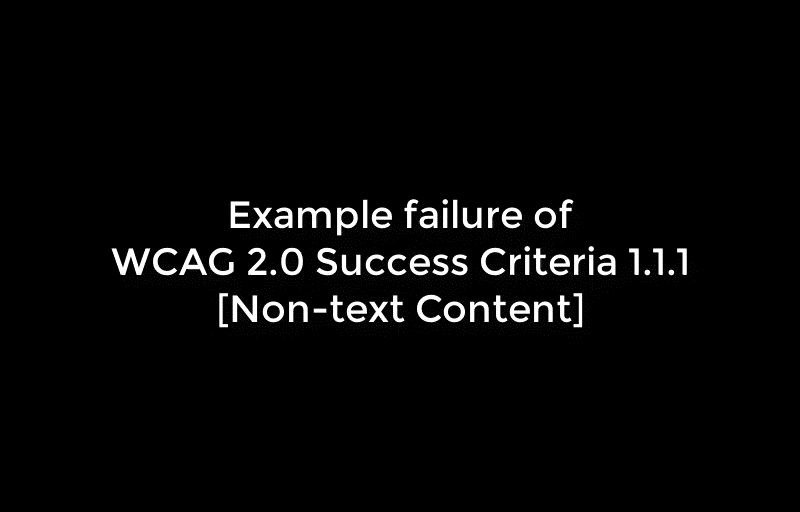 Example failure of
WCAG 2.0 Success Criteria 1.1.1
[Non-text Content]